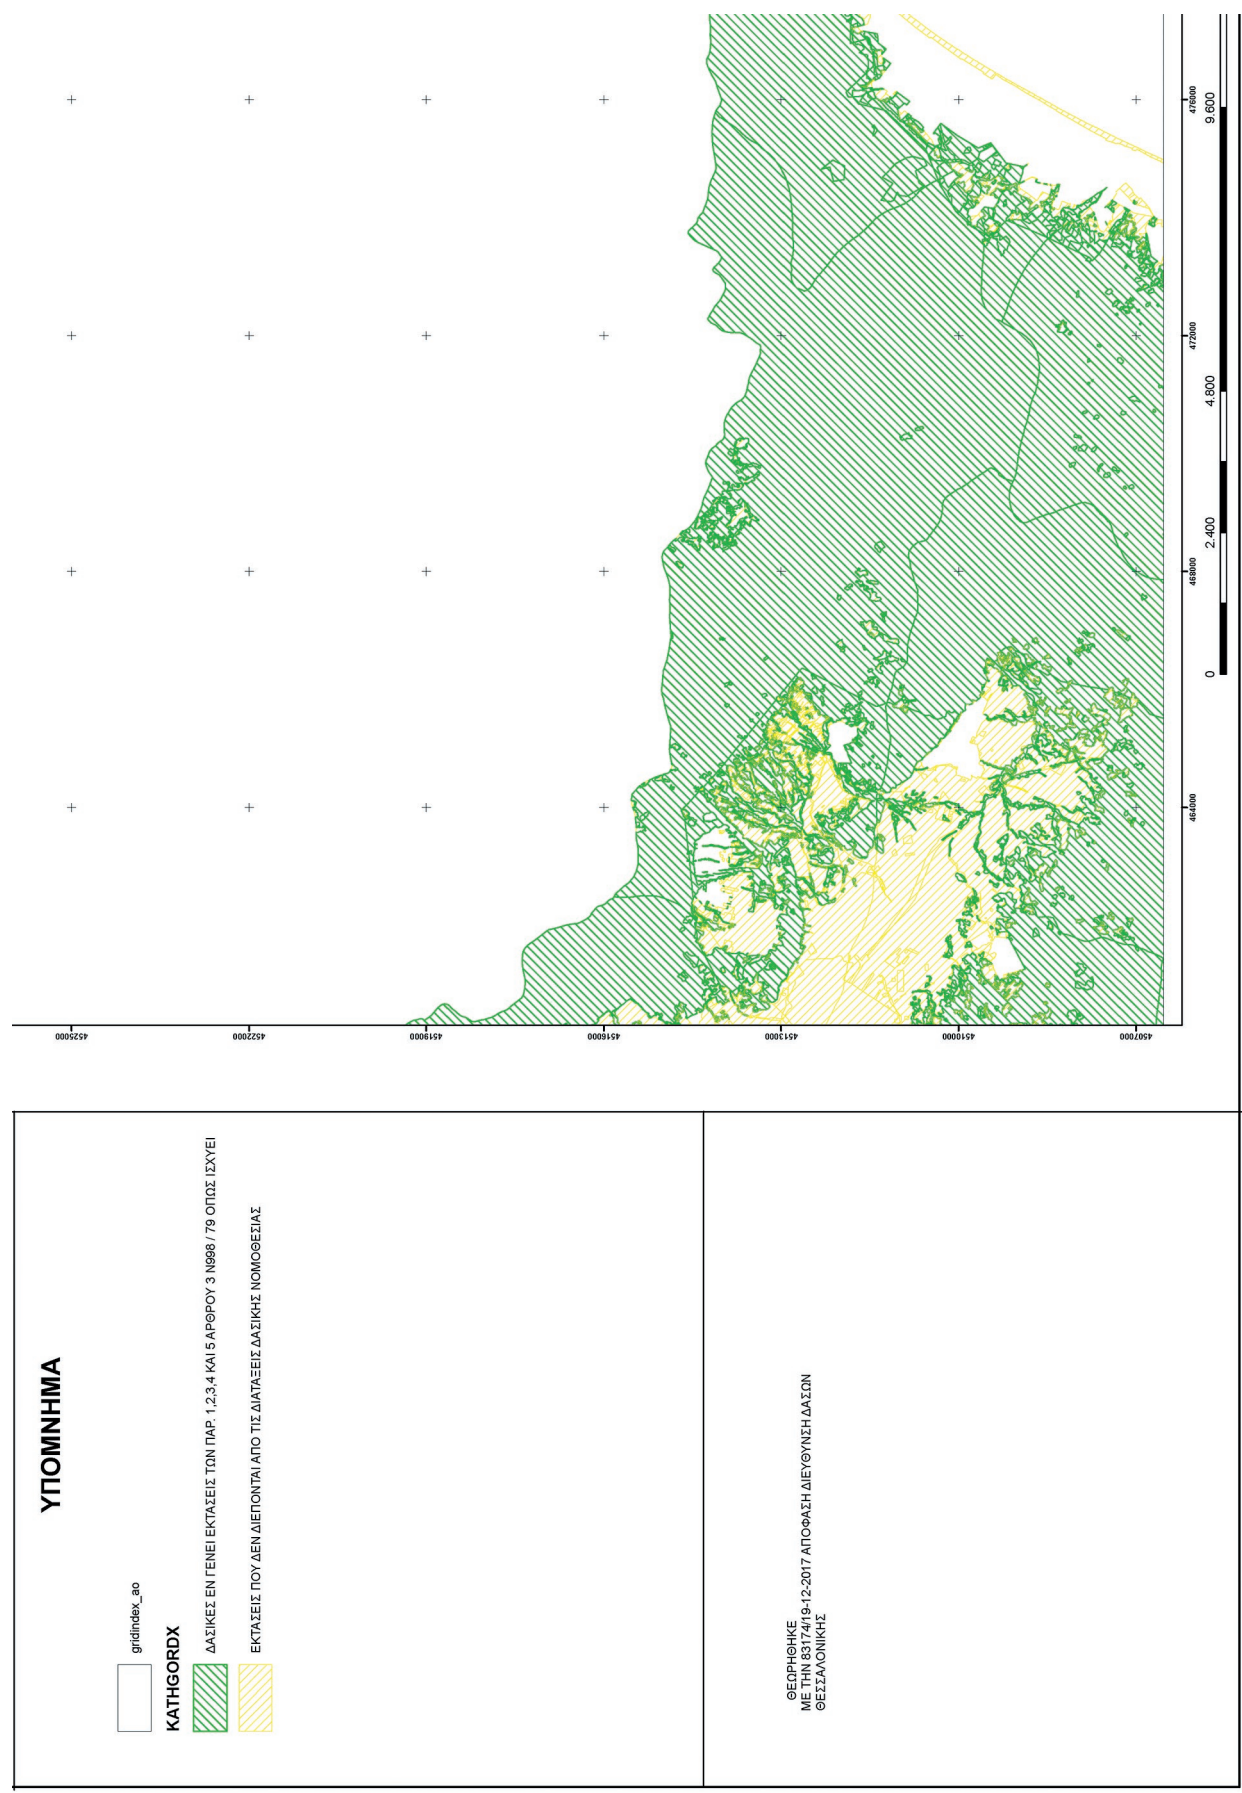 4525000
4522000
4519000
4516000
4513000
4510000
4507000
464000
468000
472000
476000
0
2.400
4.800
9.600
ΥΠΟΜΝΗΜΑ
gridindex_ao
KATHGORDX
ΔΑΣΙΚΕΣ ΕΝ ΓΕΝΕΙ ΕΚΤΑΣΕΙΣ ΤΩΝ ΠΑΡ. 1,2,3,4 ΚΑΙ 5 ΑΡΘΡΟΥ 3 Ν998 / 79 ΟΠΩΣ ΙΣΧΥΕΙ
ΕΚΤΑΣΕΙΣ ΠΟΥ ΔΕΝ ΔΙΕΠΟΝΤΑΙ ΑΠΟ ΤΙΣ ΔΙΑΤΑΞΕΙΣ ΔΑΣΙΚΗΣ ΝΟΜΟΘΕΣΙΑΣ
ΘΕΩΡΗΘΗΚΕ
ΜΕ ΤΗΝ 83174/19-12-2017 ΑΠΟΦΑΣΗ ΔΙΕΥΘΥΝΣΗ ΔΑΣΩΝ
ΘΕΣΣΑΛΟΝΙΚΗΣ